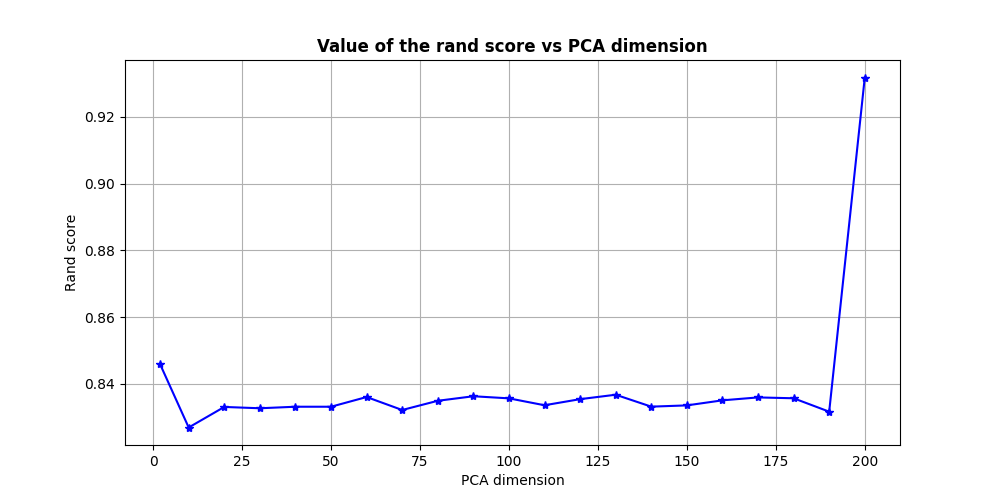 Value of the rand score vs PCA dimension
0.92
0.90
0.88
0.86
0.84
Rand score
0 25 50 75 100 125 150 175 200
PCA dimension